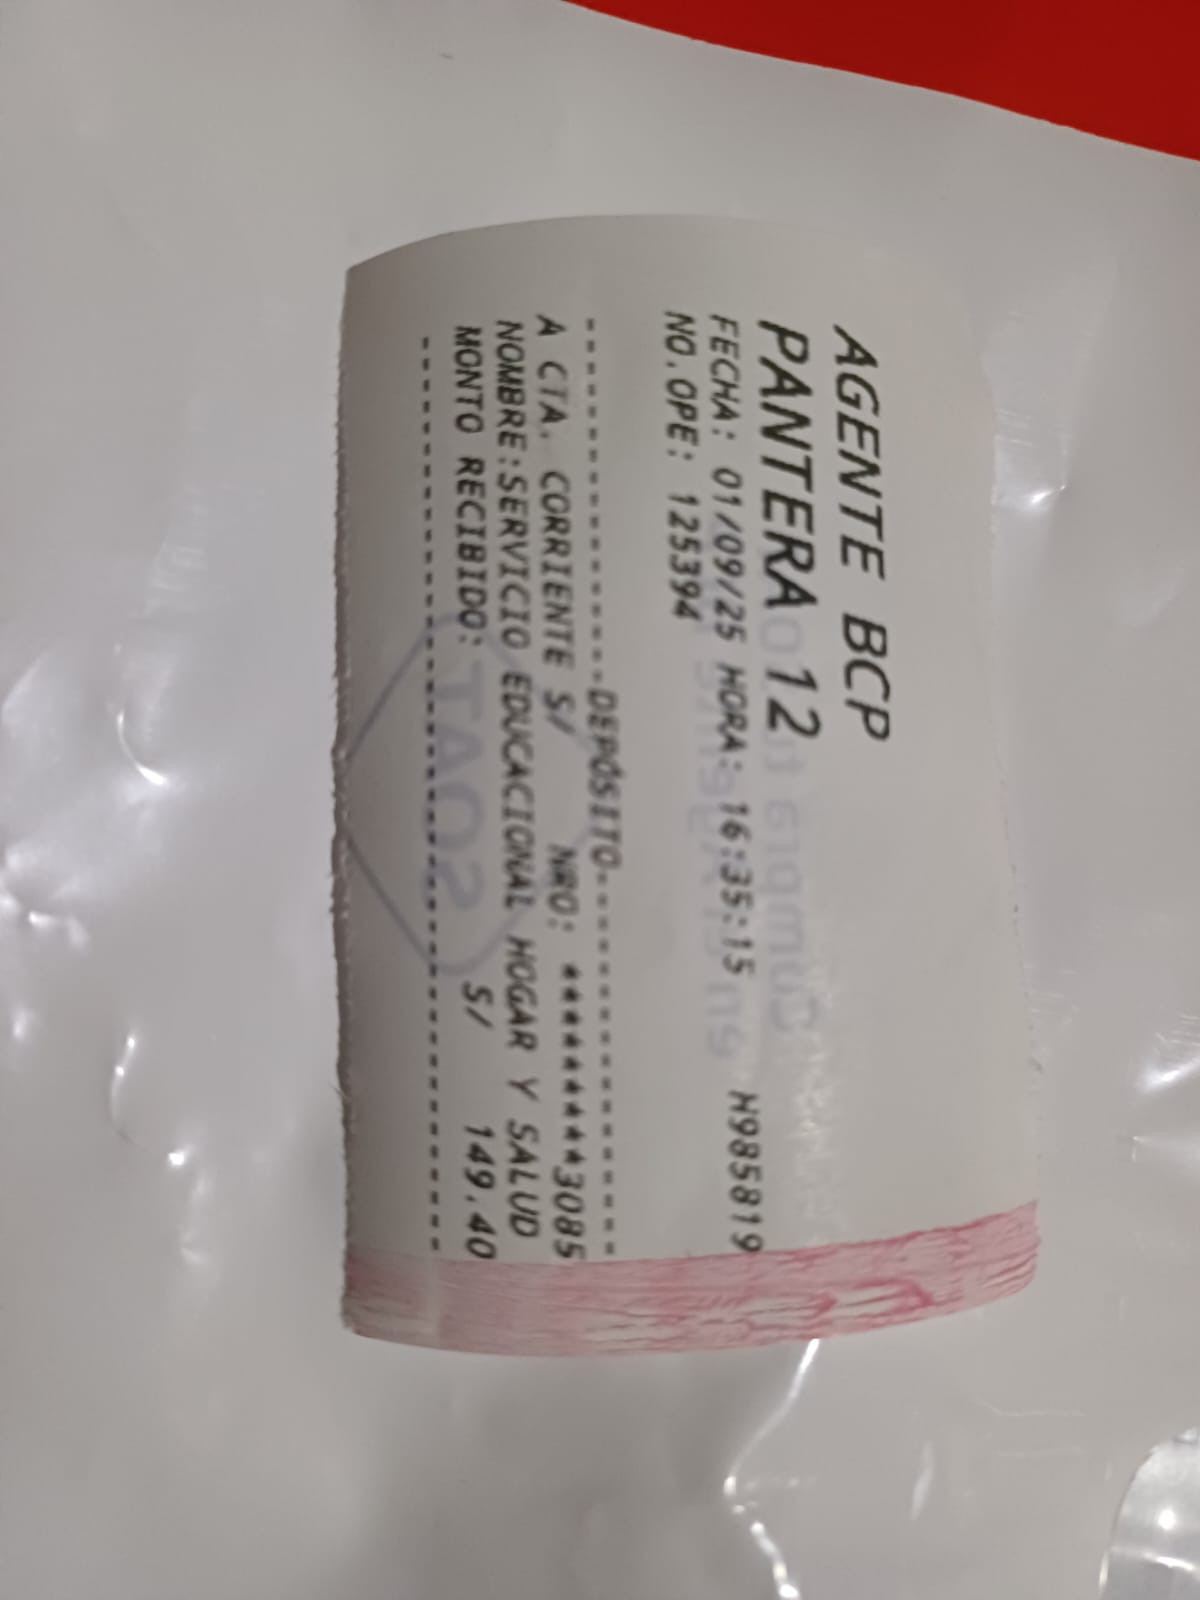 AGENTE BCP
PANTERA 12
FECHA: 01/09/25 HORA: 16:35:15 H985819
NO.OPE: 125394
------------------DEPÓSITO------------------
A CTA. CORRIENTE S/ NRO: **********3085
NOMBRE:SERVICIO EDUCACIONAL HOGAR Y SALUD
MONTO RECIBIDO: S/ 149.40
--------------------------------------------
SOAT